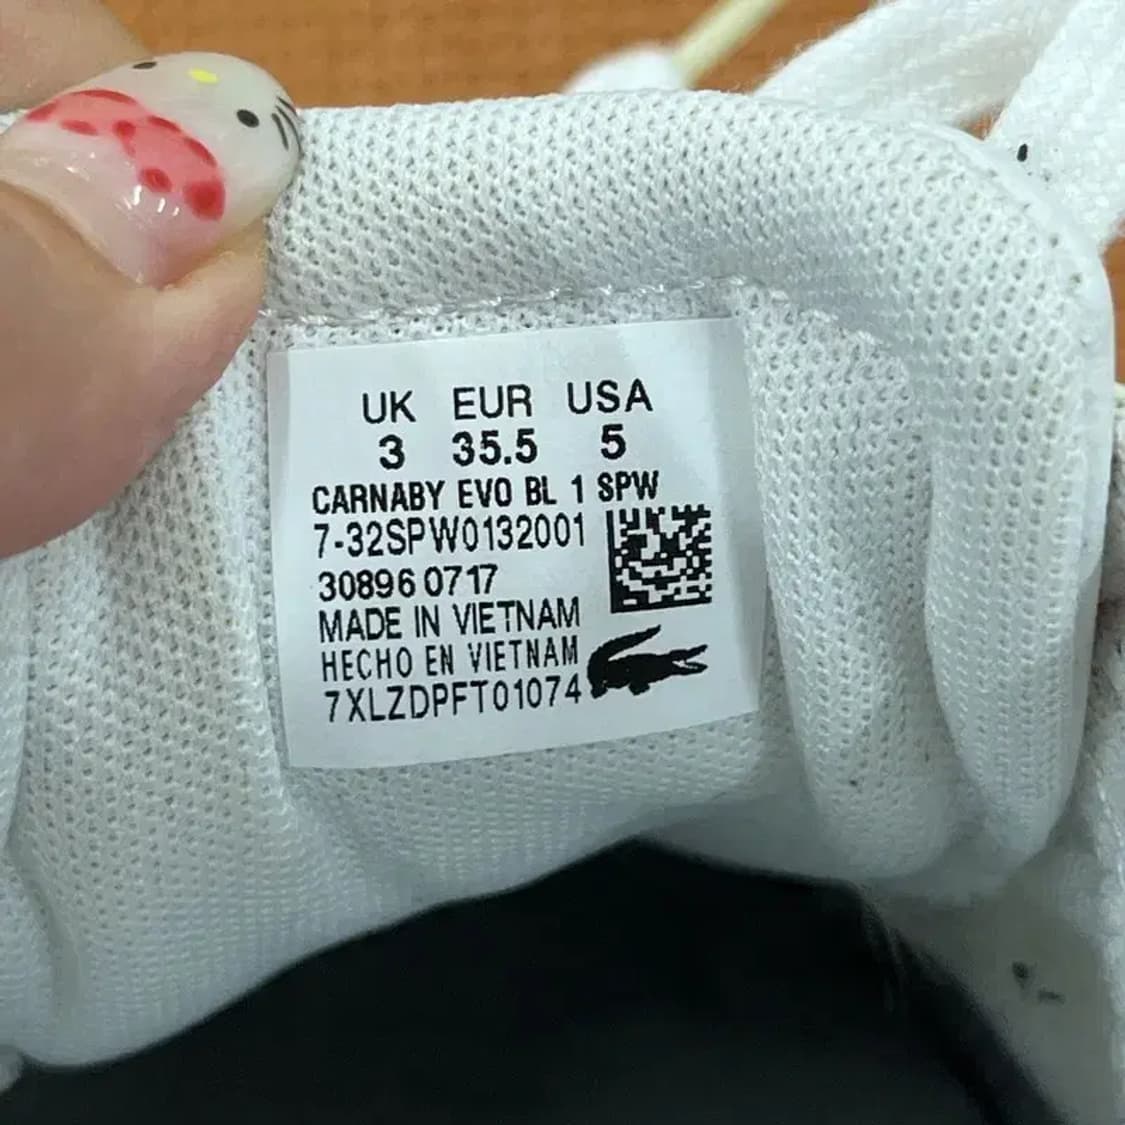 UK EUR USA
3 35.5 5
CARNABY EVO BL 1 SPW
7-32SPW0132001
30896 0717
MADE IN VIETNAM
HECHO EN VIETNAM
7XLZDPFT01074